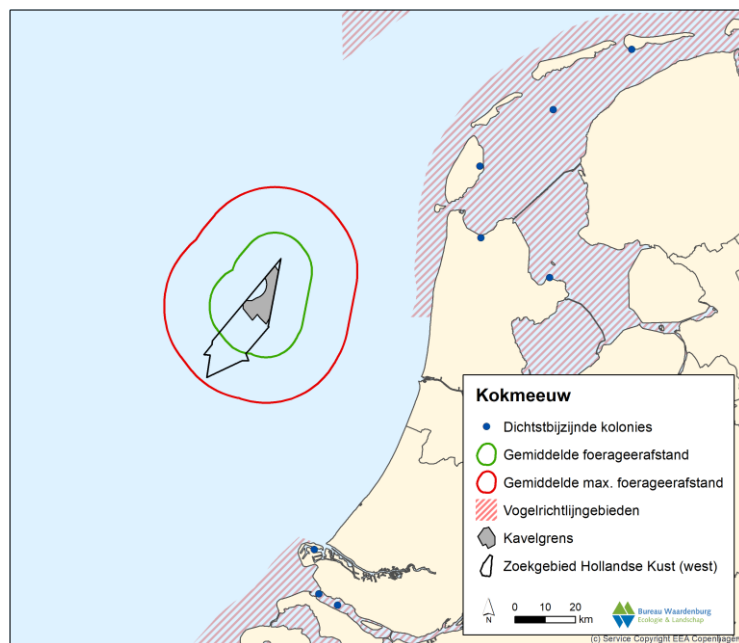 Kokmeeuw
Dichtstbijzijnde kolonies
Gemiddelde foerageerafstand
Gemiddelde max. foerageerafstand
Vogelrichtlijngebieden
Kavelgrens
Zoekgebied Hollandse Kust (west)
N
0 10 20
km
Bureau Waardenburg
Ecologie & Landschap
(c) Service Copyright EEA Copenhagen